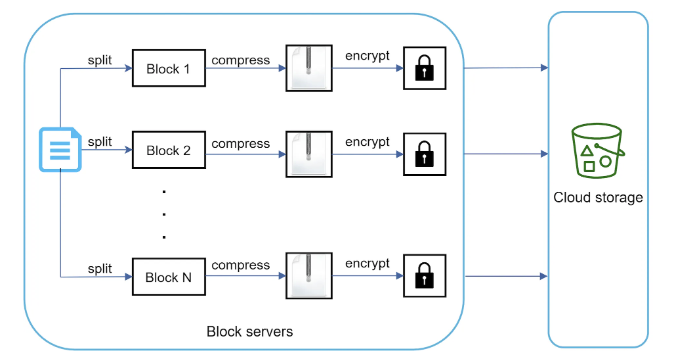 split
Block 1
compress
encrypt
split
Block 2
compress
encrypt
.
.
.
split
Block N
compress
encrypt
Block servers
Cloud storage